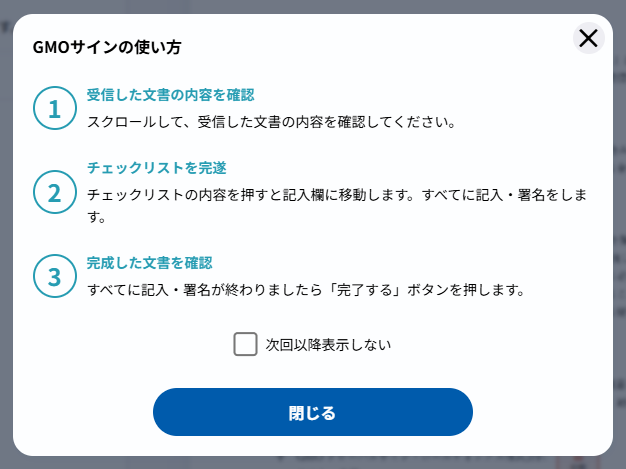 GMOサインの使い方
1
受信した文書の内容を確認
スクロールして、受信した文書の内容を確認してください。
2
チェックリストを完遂
チェックリストの内容を押すと記入欄に移動します。すべてに記入・署名をしま
す。
3
完成した文書を確認
すべてに記入・署名が終わりましたら「完了する」ボタンを押します。
次回以降表示しない
閉じる